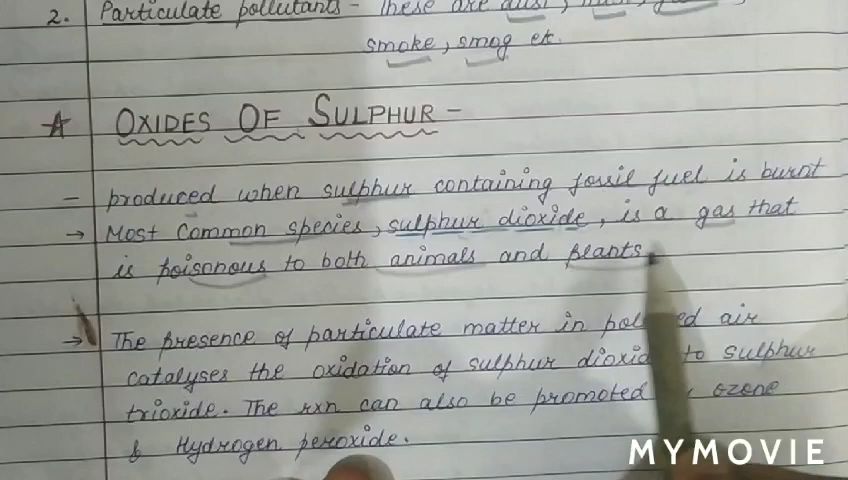 2. Particulate pollutants - These are dust,
smoke, smog etc.
OXIDES OF SULPHUR -
- produced when sulphur containing fossil fuel is burnt
→ Most Common species, sulphur dioxide, is a gas that
is poisonous to both animals and plants.
→ The presence of particulate matter in air
catalyses the oxidation of sulphur to sulphur
trioxide. The rxn can also be promoted ozone
& Hydrogen peroxide.
MYMOVIE